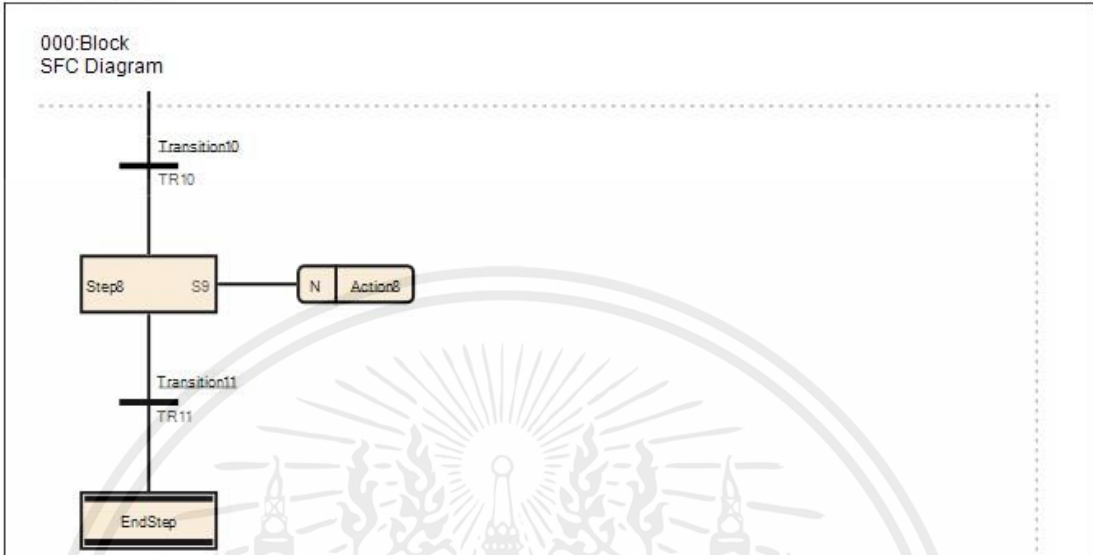 000:Block
SFC Diagram
Transition10
TR10
Step8 S9 N Action8
Transition11
TR11
EndStep